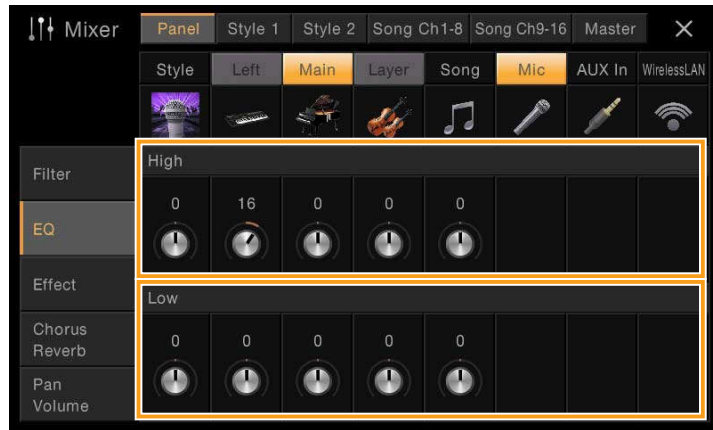 Mixer
Panel Style 1 Style 2 Song Ch1-8 Song Ch9-16 Master
Style Left Main Layer Song Mic AUX In WirelessLAN
Filter
EQ
Effect
Chorus
Reverb
Pan
Volume
High
0 16 0 0 0
Low
0 0 0 0 0